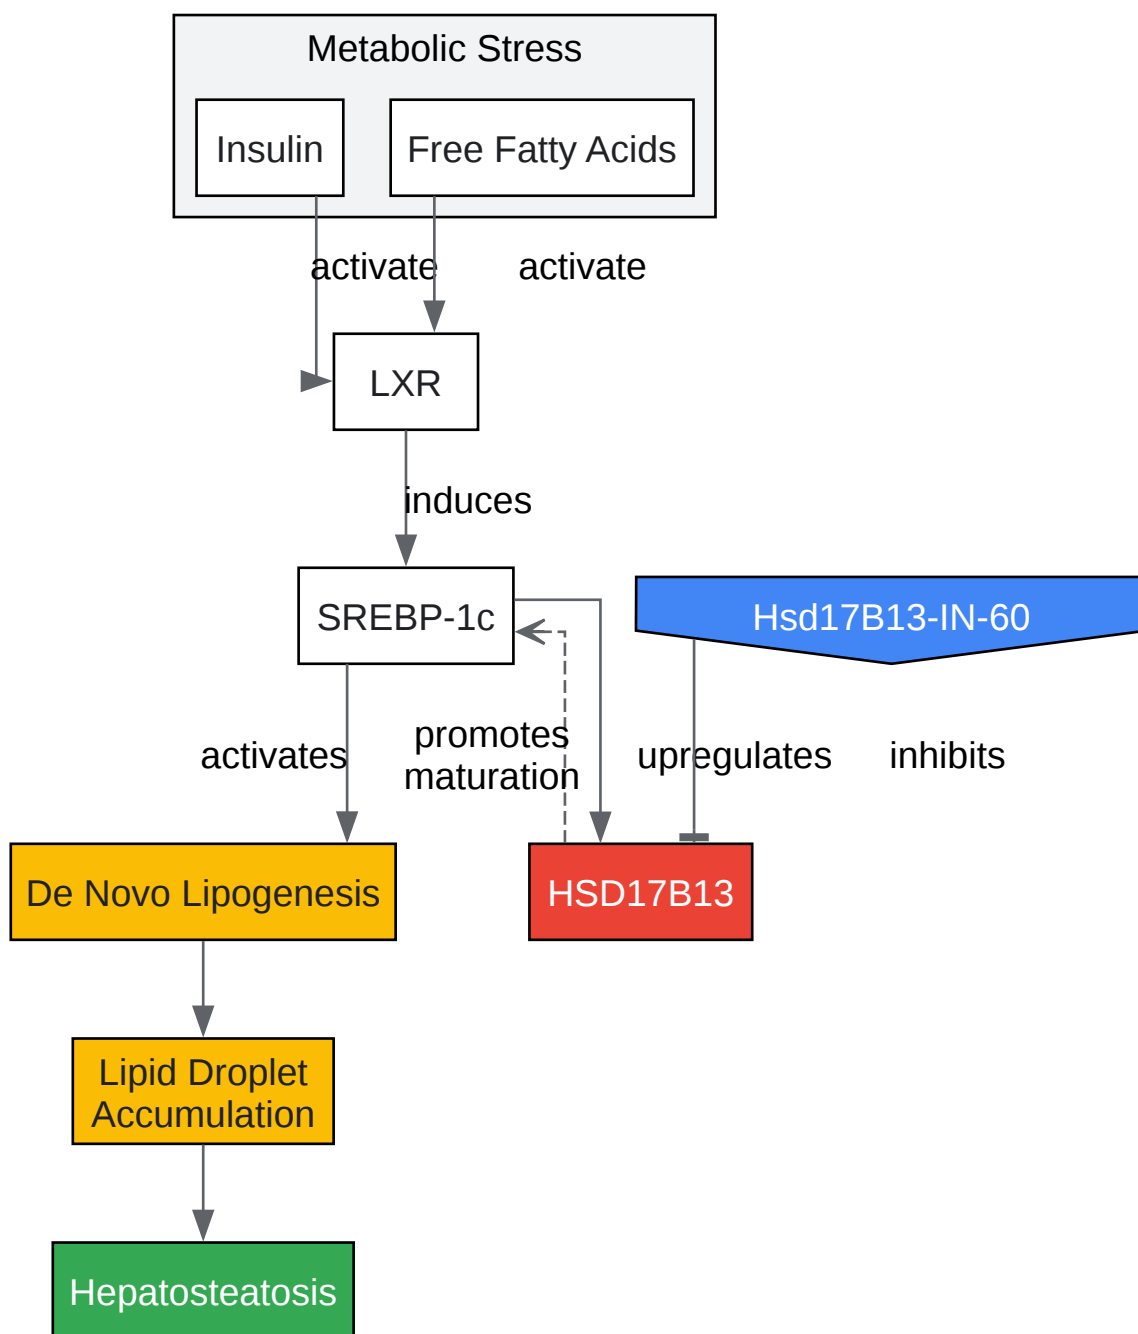 Metabolic Stress
Insulin
Free Fatty Acids
activate
activate
LXR
induces
SREBP-1c
Hsd17B13-IN-60
activates
promotes
maturation
upregulates
inhibits
De Novo Lipogenesis
HSD17B13
Lipid Droplet
Accumulation
Hepatosteatosis